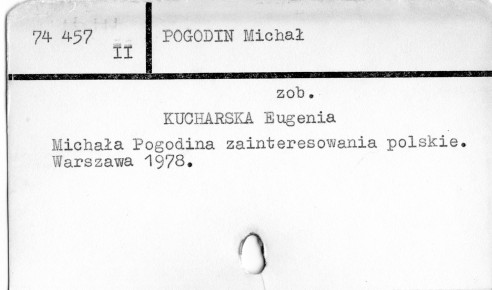 74 457
II
POGODIN Michał
zob.
KUCHARSKA Eugenia
Michała Pogodina zainteresowania polskie.
Warszawa 1978.